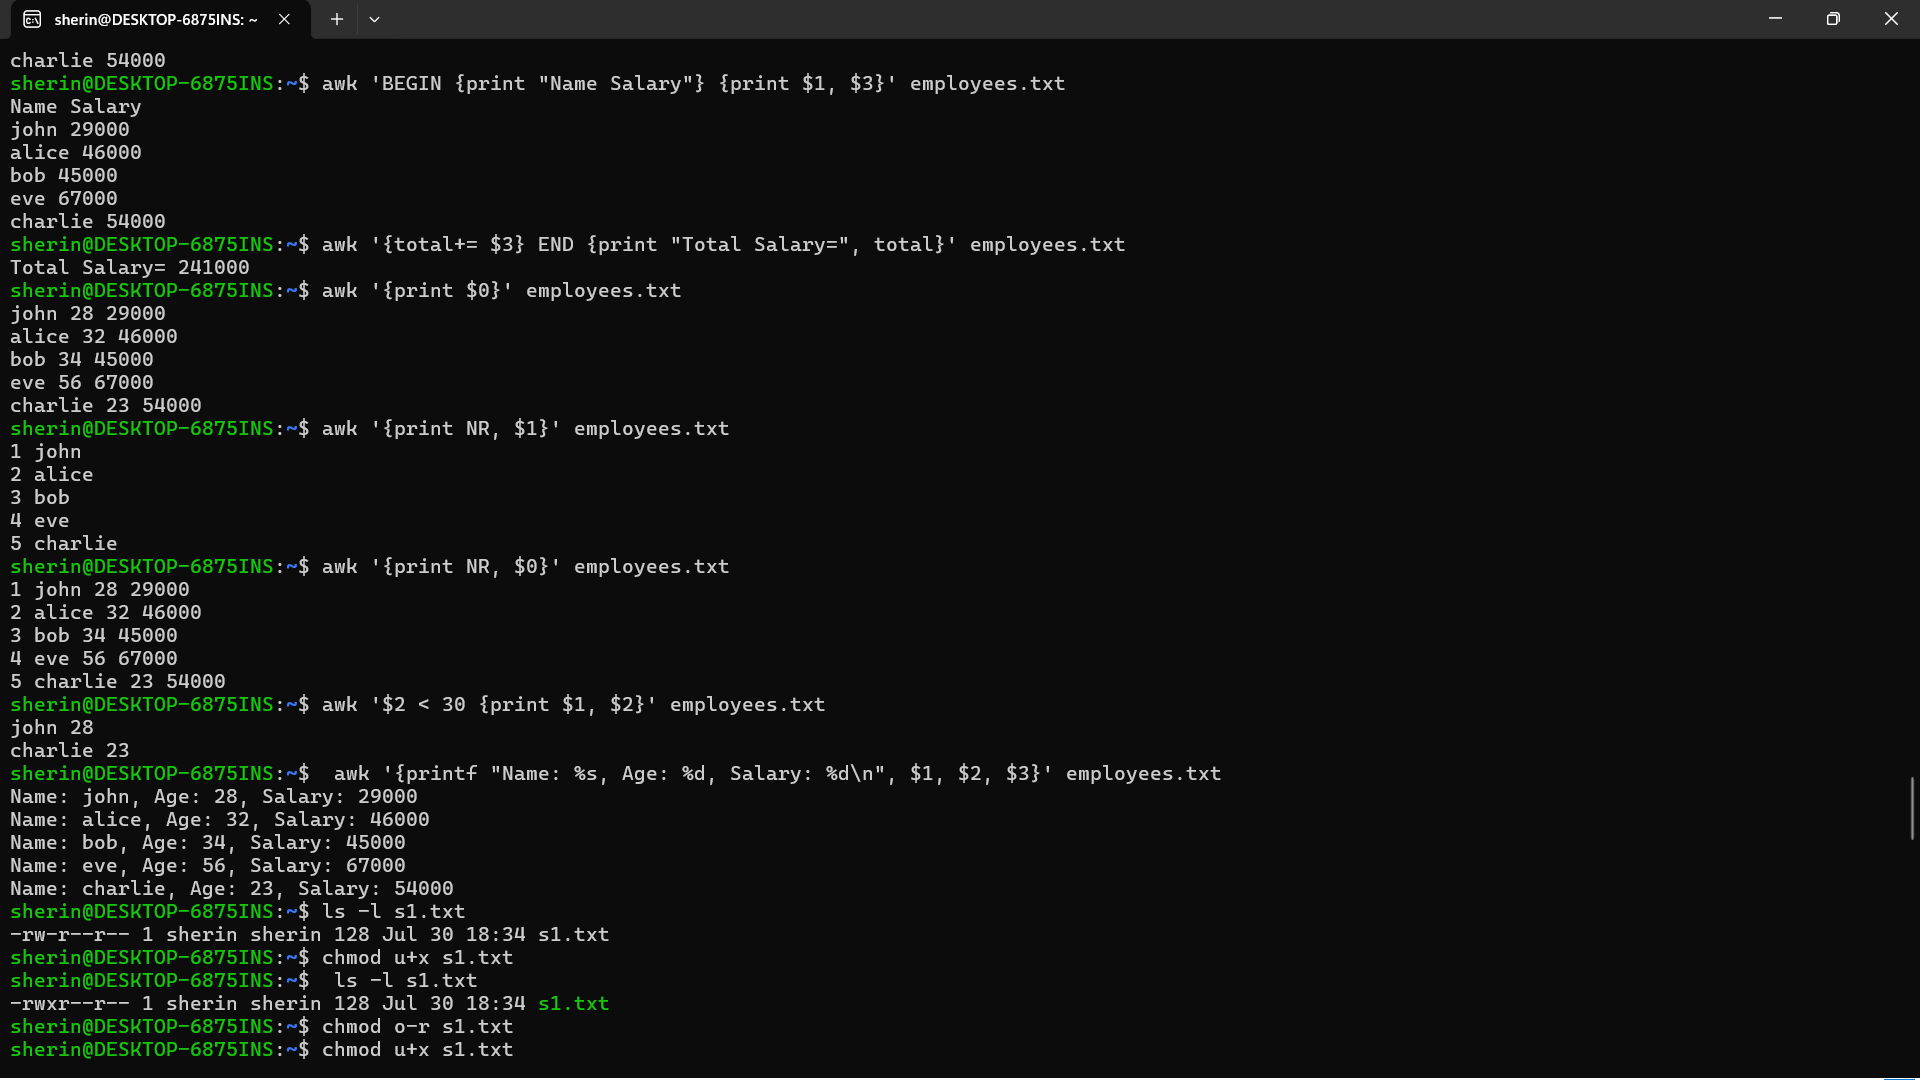 sherin@DESKTOP-6875INS: ~
charlie 54000
sherin@DESKTOP-6875INS:~$ awk 'BEGIN {print "Name Salary"} {print $1, $3}' employees.txt
Name Salary
john 29000
alice 46000
bob 45000
eve 67000
charlie 54000
sherin@DESKTOP-6875INS:~$ awk '{total+= $3} END {print "Total Salary=", total}' employees.txt
Total Salary= 241000
sherin@DESKTOP-6875INS:~$ awk '{print $0}' employees.txt
john 28 29000
alice 32 46000
bob 34 45000
eve 56 67000
charlie 23 54000
sherin@DESKTOP-6875INS:~$ awk '{print NR, $1}' employees.txt
1 john
2 alice
3 bob
4 eve
5 charlie
sherin@DESKTOP-6875INS:~$ awk '{print NR, $0}' employees.txt
1 john 28 29000
2 alice 32 46000
3 bob 34 45000
4 eve 56 67000
5 charlie 23 54000
sherin@DESKTOP-6875INS:~$ awk '$2 < 30 {print $1, $2}' employees.txt
john 28
charlie 23
sherin@DESKTOP-6875INS:~$  awk '{printf "Name: %s, Age: %d, Salary: %d\n", $1, $2, $3}' employees.txt
Name: john, Age: 28, Salary: 29000
Name: alice, Age: 32, Salary: 46000
Name: bob, Age: 34, Salary: 45000
Name: eve, Age: 56, Salary: 67000
Name: charlie, Age: 23, Salary: 54000
sherin@DESKTOP-6875INS:~$ ls -l s1.txt
-rw-r--r-- 1 sherin sherin 128 Jul 30 18:34 s1.txt
sherin@DESKTOP-6875INS:~$ chmod u+x s1.txt
sherin@DESKTOP-6875INS:~$  ls -l s1.txt
-rwxr--r-- 1 sherin sherin 128 Jul 30 18:34 s1.txt
sherin@DESKTOP-6875INS:~$ chmod o-r s1.txt
sherin@DESKTOP-6875INS:~$ chmod u+x s1.txt